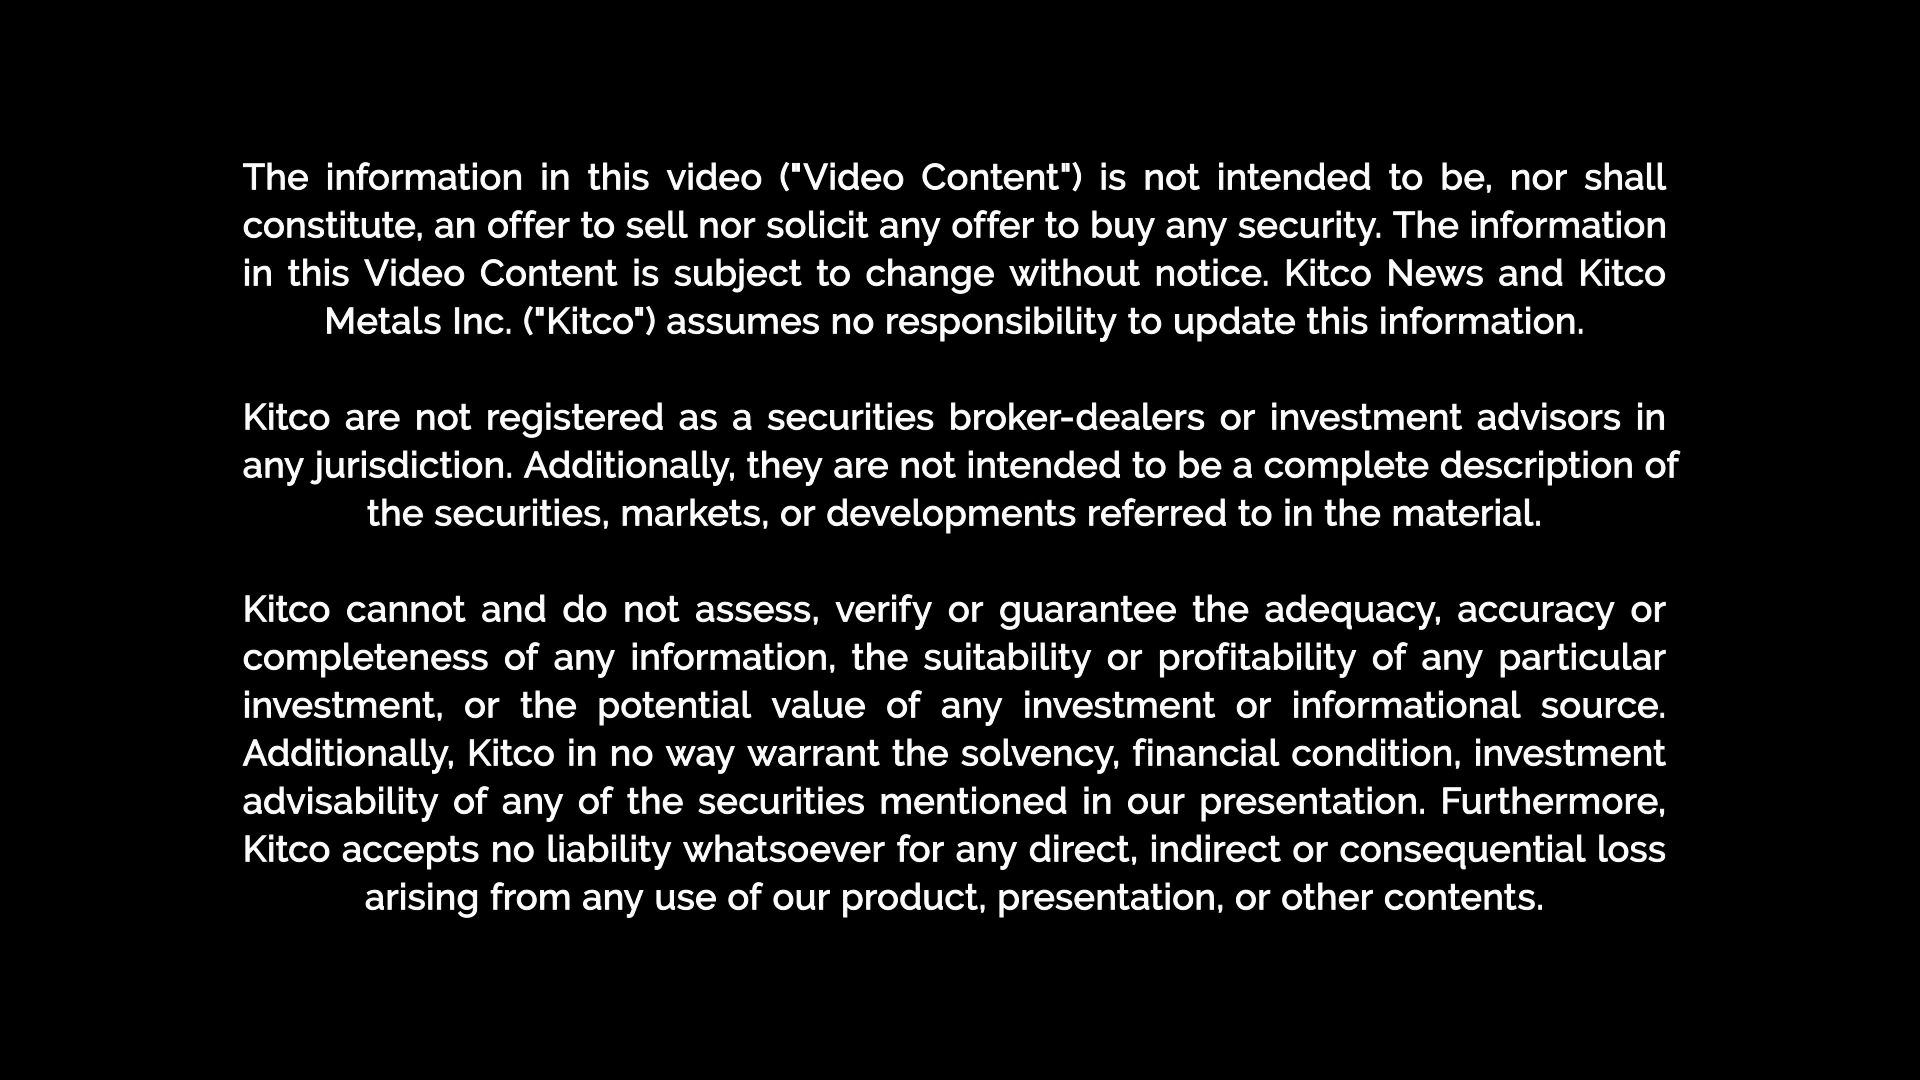 The information in this video ("Video Content") is not intended to be, nor shall
constitute, an offer to sell nor solicit any offer to buy any security. The information
in this Video Content is subject to change without notice. Kitco News and Kitco
Metals Inc. ("Kitco") assumes no responsibility to update this information.
Kitco are not registered as a securities broker-dealers or investment advisors in
any jurisdiction. Additionally, they are not intended to be a complete description of
the securities, markets, or developments referred to in the material.
Kitco cannot and do not assess, verify or guarantee the adequacy, accuracy or
completeness of any information, the suitability or profitability of any particular
investment, or the potential value of any investment or informational source.
Additionally, Kitco in no way warrant the solvency, financial condition, investment
advisability of any of the securities mentioned in our presentation. Furthermore,
Kitco accepts no liability whatsoever for any direct, indirect or consequential loss
arising from any use of our product, presentation, or other contents.